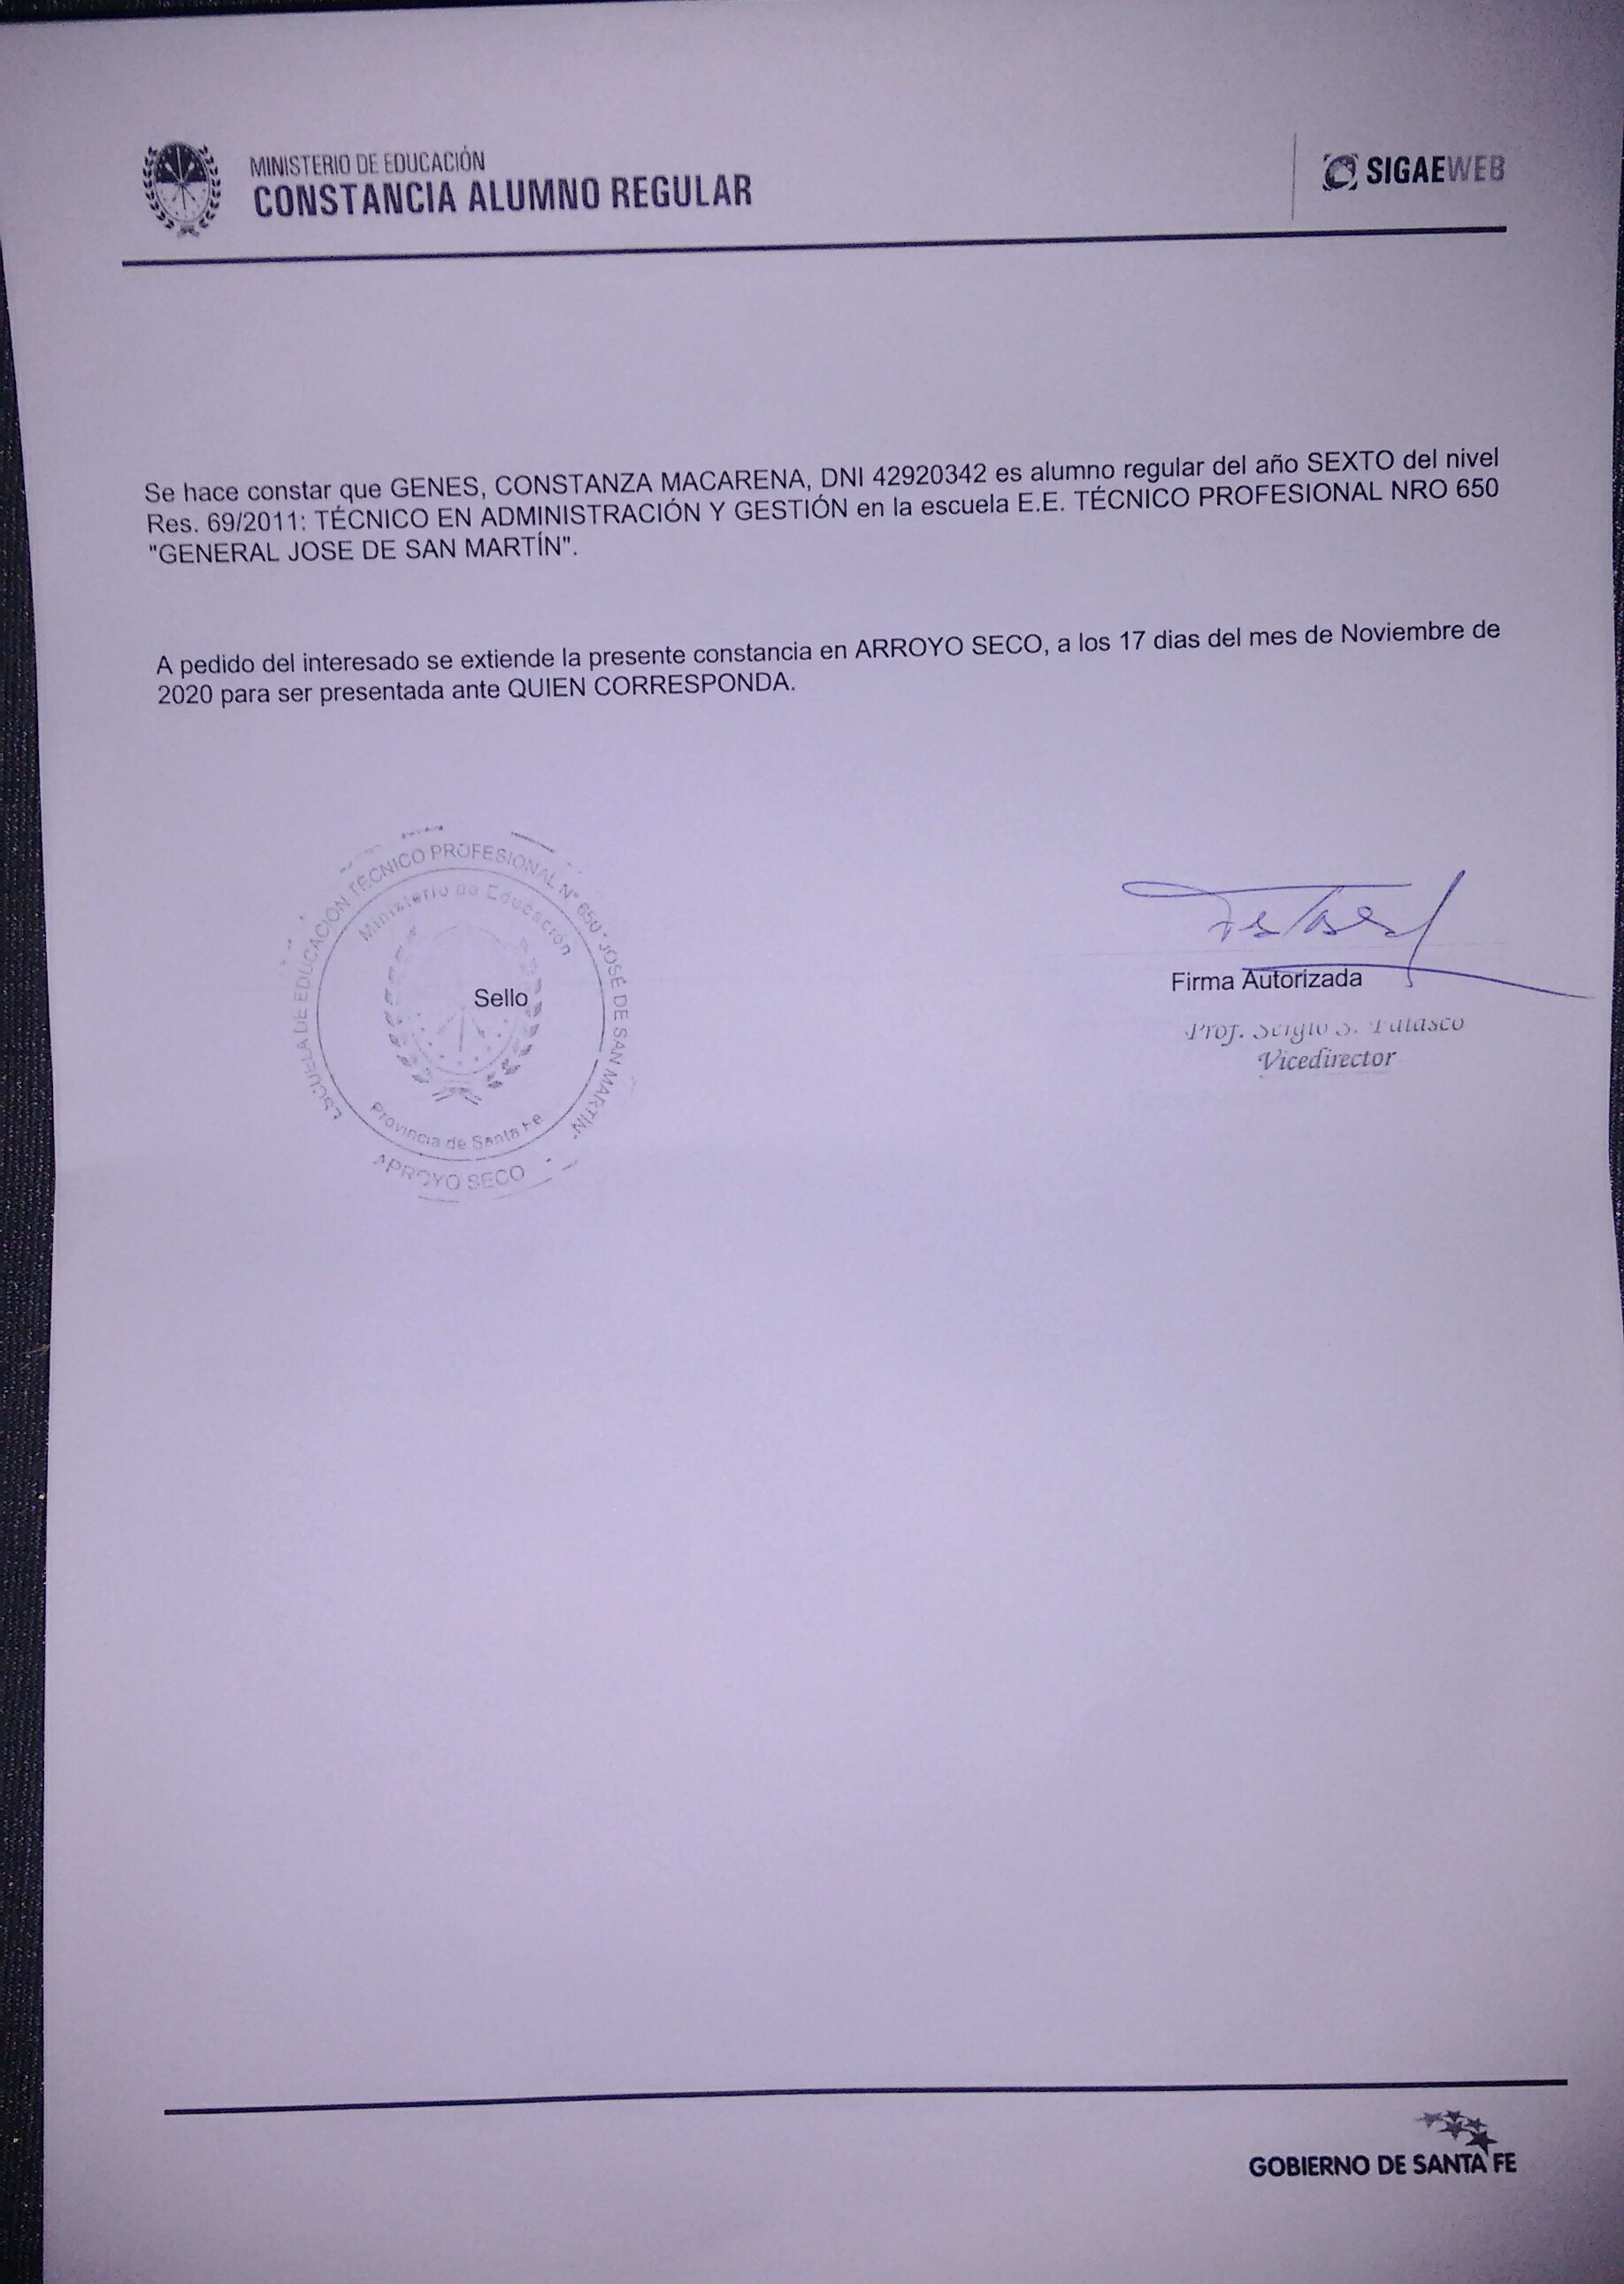 MINISTERIO DE EDUCACIÓN
CONSTANCIA ALUMNO REGULAR
SIGAEWEB
Se hace constar que GENES, CONSTANZA MACARENA, DNI 42920342 es alumno regular del año SEXTO del nivel
Res. 69/2011: TÉCNICO EN ADMINISTRACIÓN Y GESTIÓN en la escuela E.E. TÉCNICO PROFESIONAL NRO 650
"GENERAL JOSE DE SAN MARTÍN".
A pedido del interesado se extiende la presente constancia en ARROYO SECO, a los 17 dias del mes de Noviembre de
2020 para ser presentada ante QUIEN CORRESPONDA.
ESCUELA DE EDUCACIÓN TÉCNICO PROFESIONAL N° 650 "JOSÉ DE SAN MARTÍN"
Ministerio de Educación
Sello
Provincia de Santa Fe
ARROYO SECO
Firma Autorizada
Prof. Sergio S.
Vicedirector
GOBIERNO DE SANTA FE